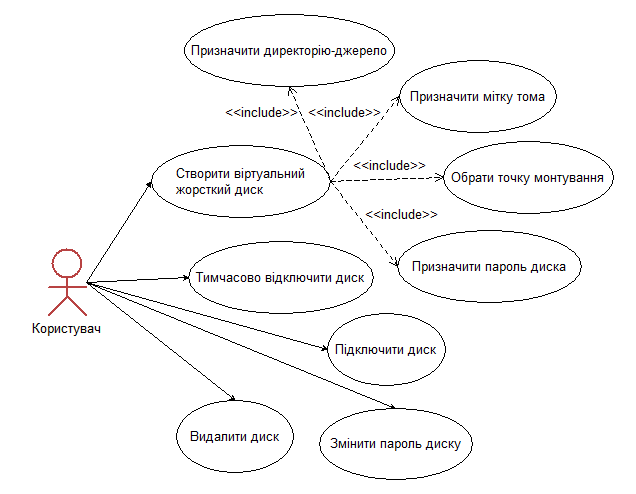 Призначити директорію-джерело
Призначити мітку тома
<<include>>
<<include>>
Створити віртуальний
жорсткий диск
<<include>>
Обрати точку монтування
<<include>>
Призначити пароль диска
Тимчасово відключити диск
Користувач
Підключити диск
Видалити диск
Змінити пароль диску